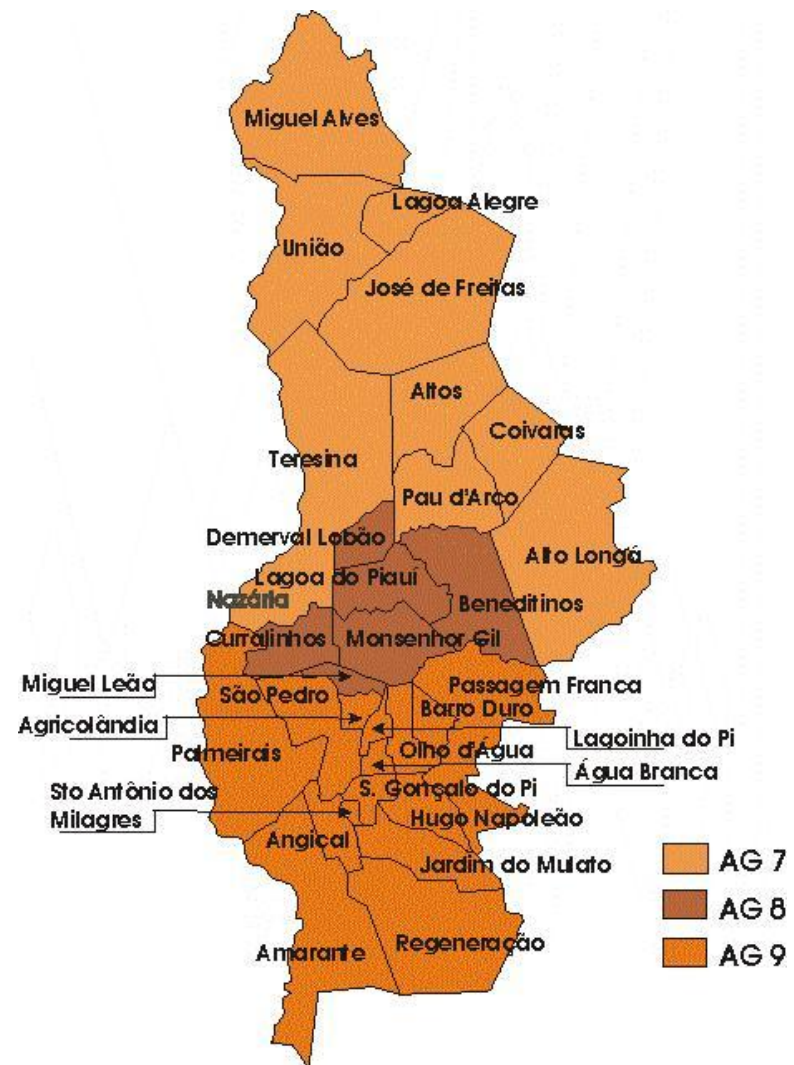 Miguel Alves
Lagoa Alegre
União
José de Freitas
Altos
Coivaras
Teresina
Pau d'Arco
Demerval Lobão
Alto Longá
Lagoa do Piauí
Nazária
Beneditinos
Curralinhos
Monsenhor Gil
Miguel Leão
São Pedro
Passagem Franca
Barro Duro
Agricolândia
Palmeirais
Olho d'Água
Lagoinha do Pi
Água Branca
Sto Antônio dos
Milagres
S. Gonçalo do Pi
Hugo Napoleão
Angical
Jardim do Mulato
Amarante
Regeneração
AG 7
AG 8
AG 9